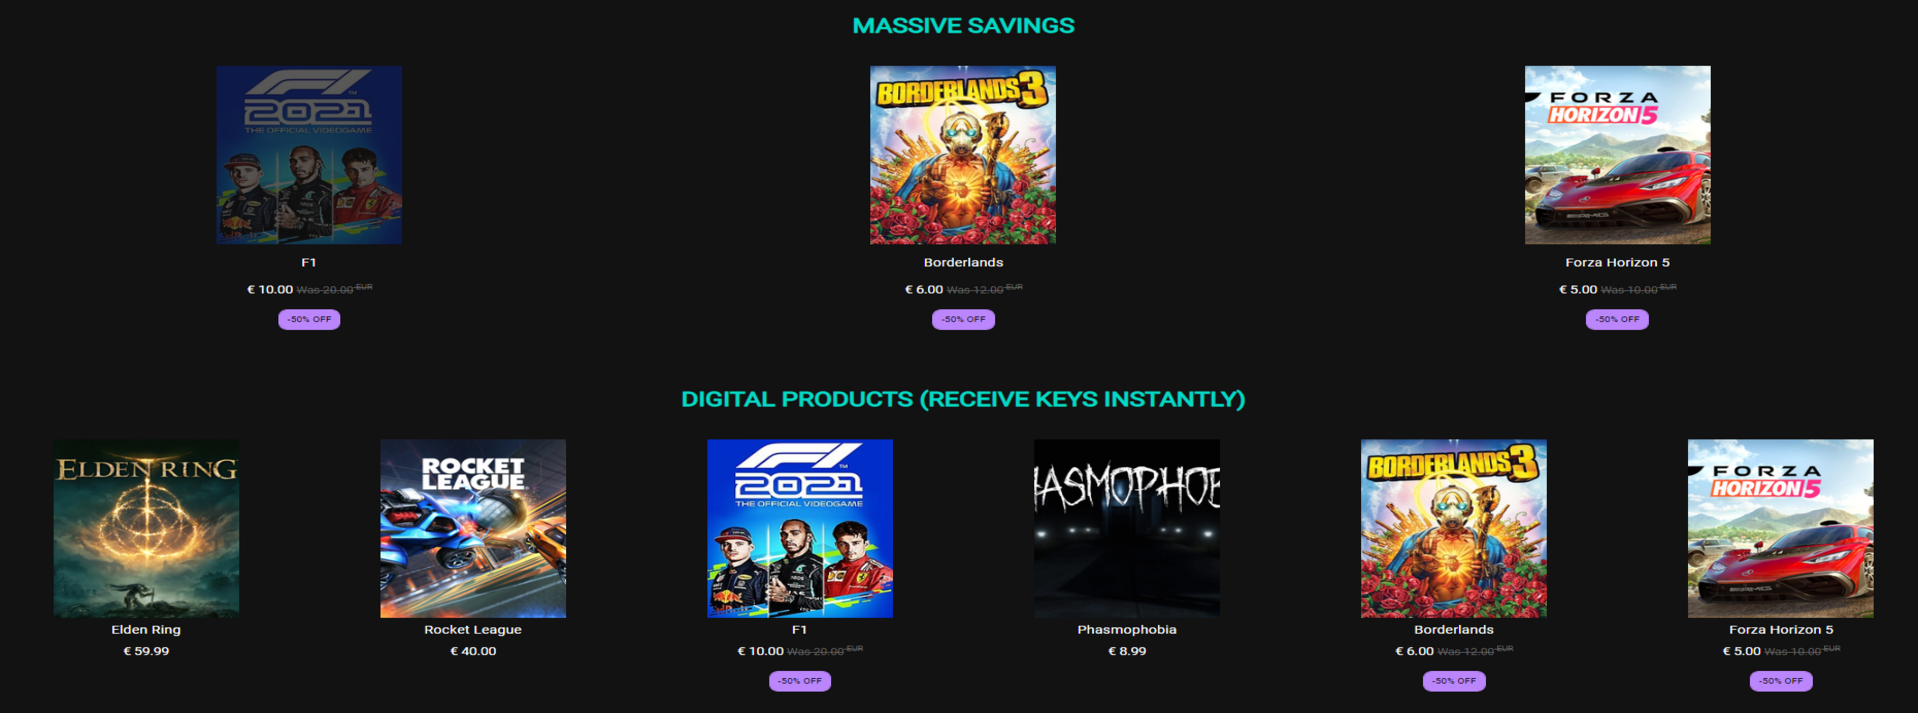 MASSIVE SAVINGS
F1
2021
THE OFFICIAL VIDEOGAME
BORDERLANDS 3
FORZA
HORIZON 5
F1
Borderlands
Forza Horizon 5
€ 10.00 Was 20.00 EUR
€ 6.00 Was 12.00 EUR
€ 5.00 Was 10.00 EUR
-50% OFF
-50% OFF
-50% OFF
DIGITAL PRODUCTS (RECEIVE KEYS INSTANTLY)
ELDEN RING
ROCKET
LEAGUE
F1
2021
THE OFFICIAL VIDEOGAME
HASMOPHOB
BORDERLANDS 3
FORZA
HORIZON 5
Elden Ring
Rocket League
F1
Phasmophobia
Borderlands
Forza Horizon 5
€ 59.99
€ 40.00
€ 10.00 Was 20.00 EUR
€ 8.99
€ 6.00 Was 12.00 EUR
€ 5.00 Was 10.00 EUR
-50% OFF
-50% OFF
-50% OFF